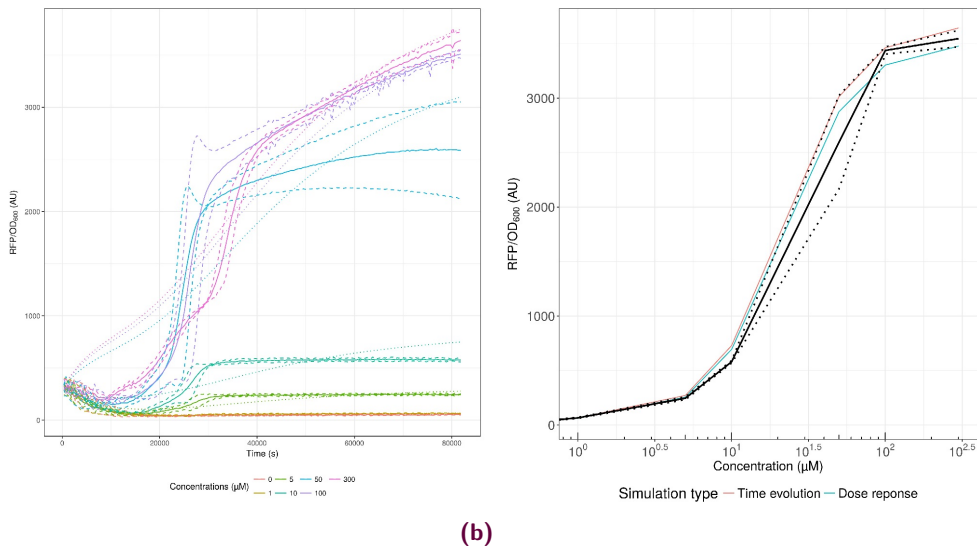 3000
2000
1000
0
RFP/OD600 (AU)
0 20000 40000 60000 80000
Time (s)
Concentrations (µM)
0 5 50 300
1 10 100
3000
2000
1000
0
RFP/OD600 (AU)
10^0 10^0.5 10^1 10^1.5 10^2 10^2.5
Concentration (µM)
Simulation type Time evolution Dose reponse
(b)